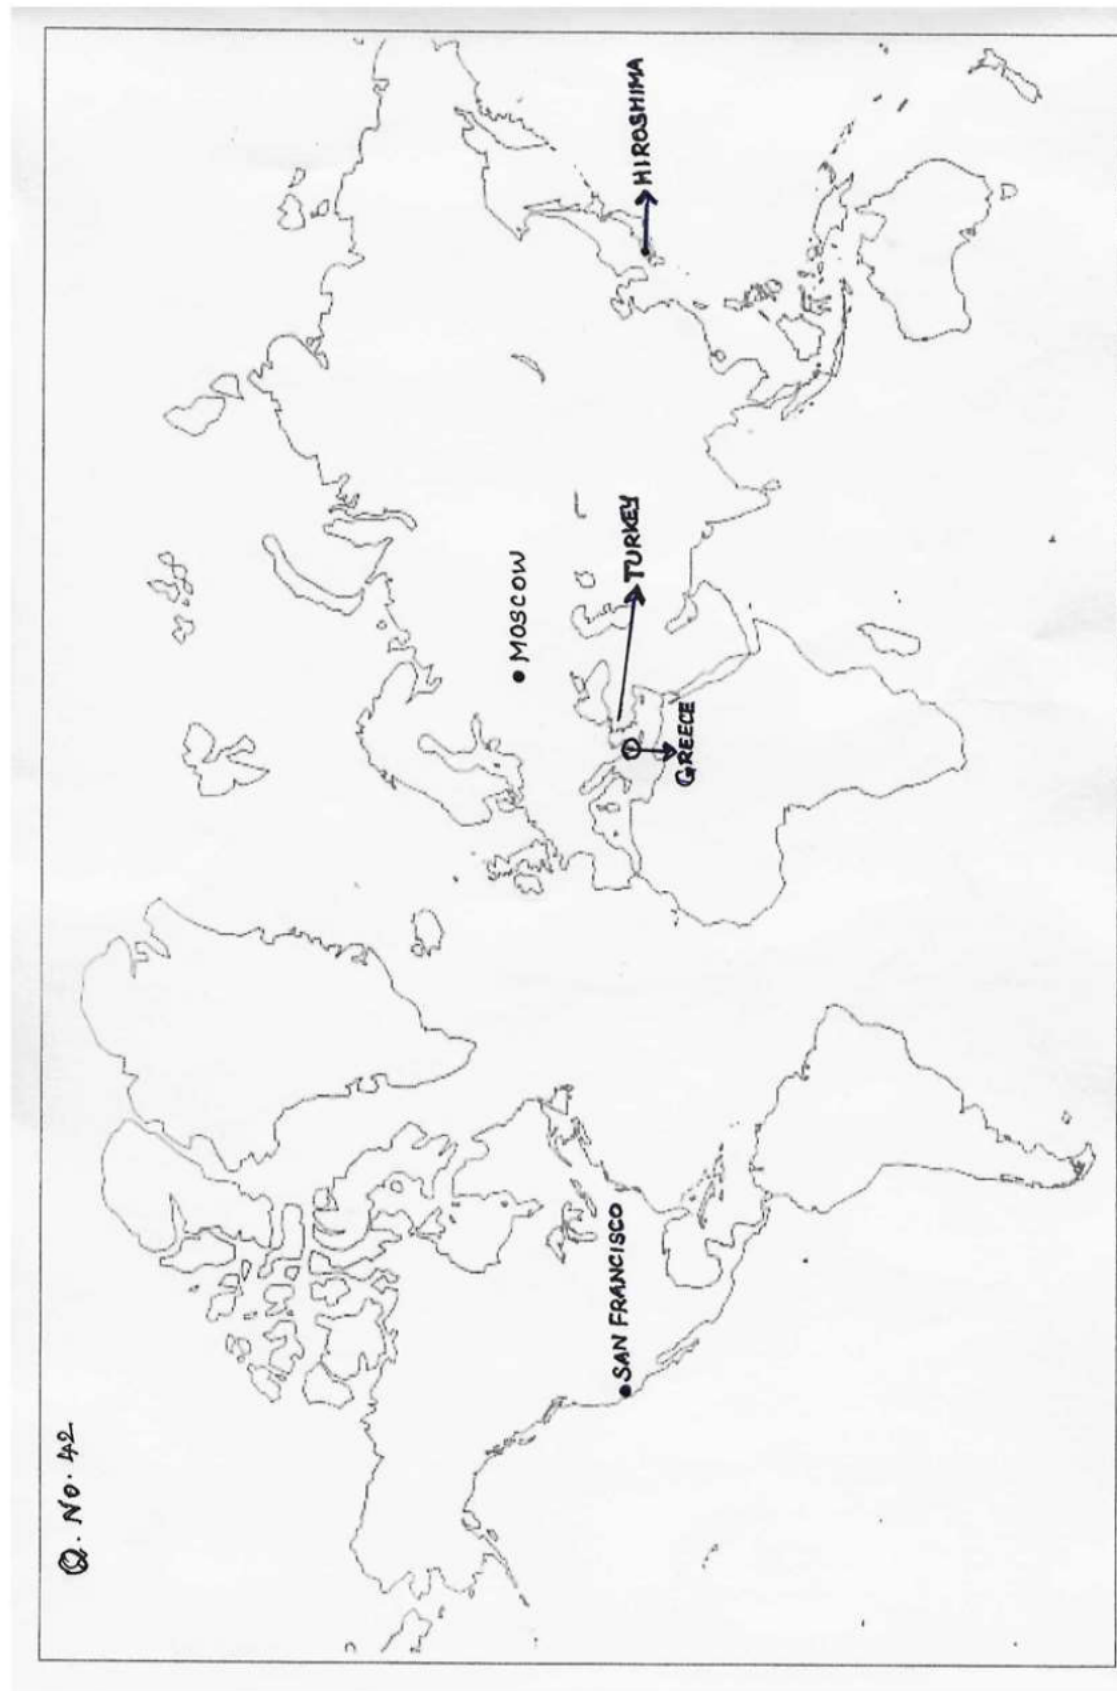 Q. No. 42
MOSCOW
HIROSHIMA
TURKEY
GREECE
SAN FRANCISCO